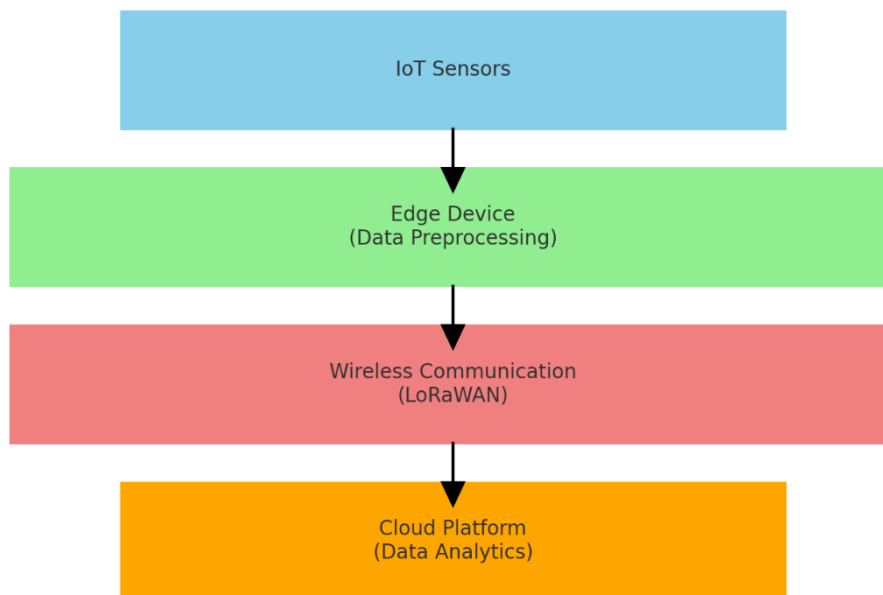 IoT Sensors
Edge Device
(Data Preprocessing)
Wireless Communication
(LoRaWAN)
Cloud Platform
(Data Analytics)